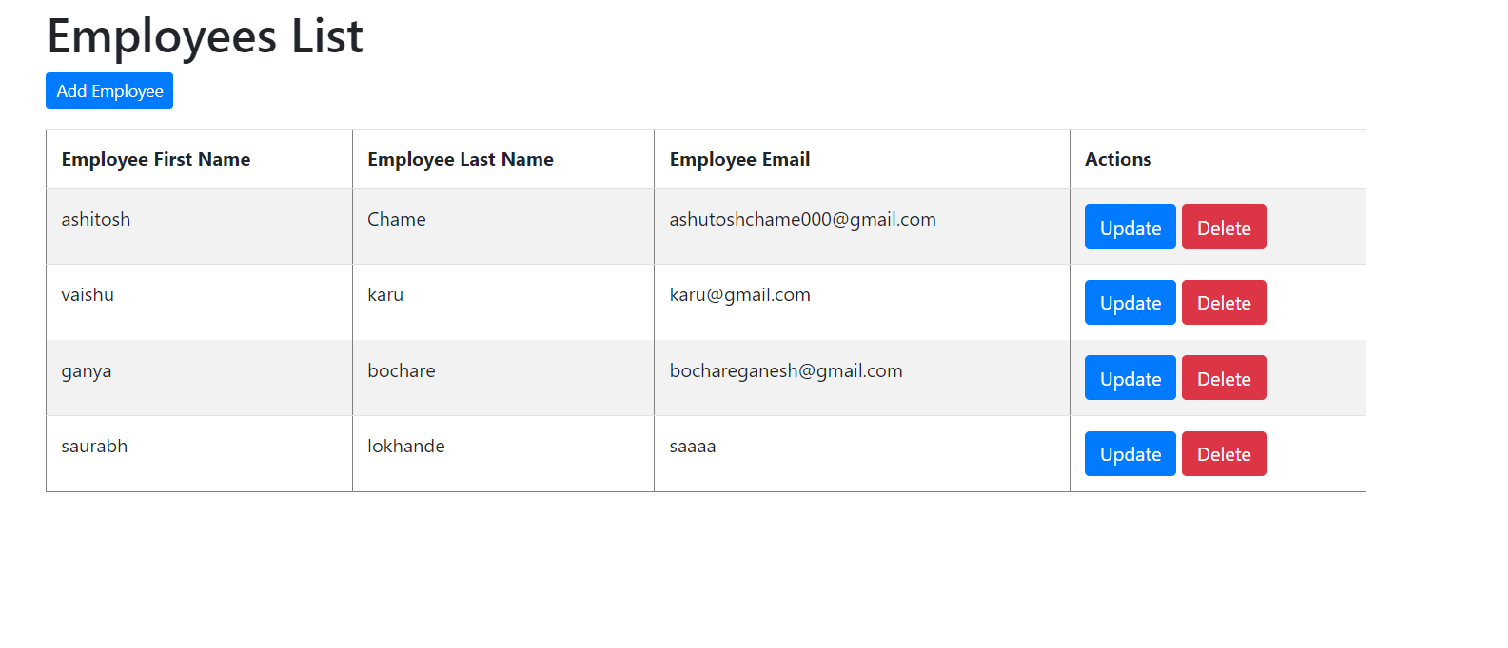 Employees List
Add Employee
Employee First Name Employee Last Name Employee Email Actions
ashitosh Chame ashutoshchame000@gmail.com Update Delete
vaishu karu karu@gmail.com Update Delete
ganya bochare bochareganesh@gmail.com Update Delete
saurabh lokhande saaaa Update Delete